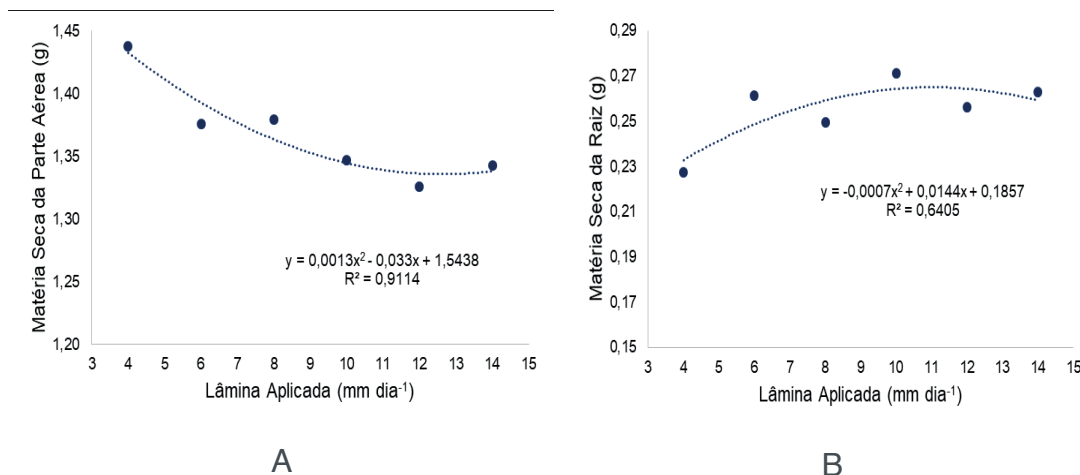 1,45
1,40
1,35
1,30
1,25
1,20
Matéria Seca da Parte Aérea (g)
y = 0,0013x² - 0,033x + 1,5438
R² = 0,9114
3 4 5 6 7 8 9 10 11 12 13 14 15
Lâmina Aplicada (mm dia⁻¹)
A
0,29
0,27
0,25
0,23
0,21
0,19
0,17
0,15
Matéria Seca da Raiz (g)
y = -0,0007x² + 0,0144x + 0,1857
R² = 0,6405
3 4 5 6 7 8 9 10 11 12 13 14 15
Lâmina Aplicada (mm dia⁻¹)
B